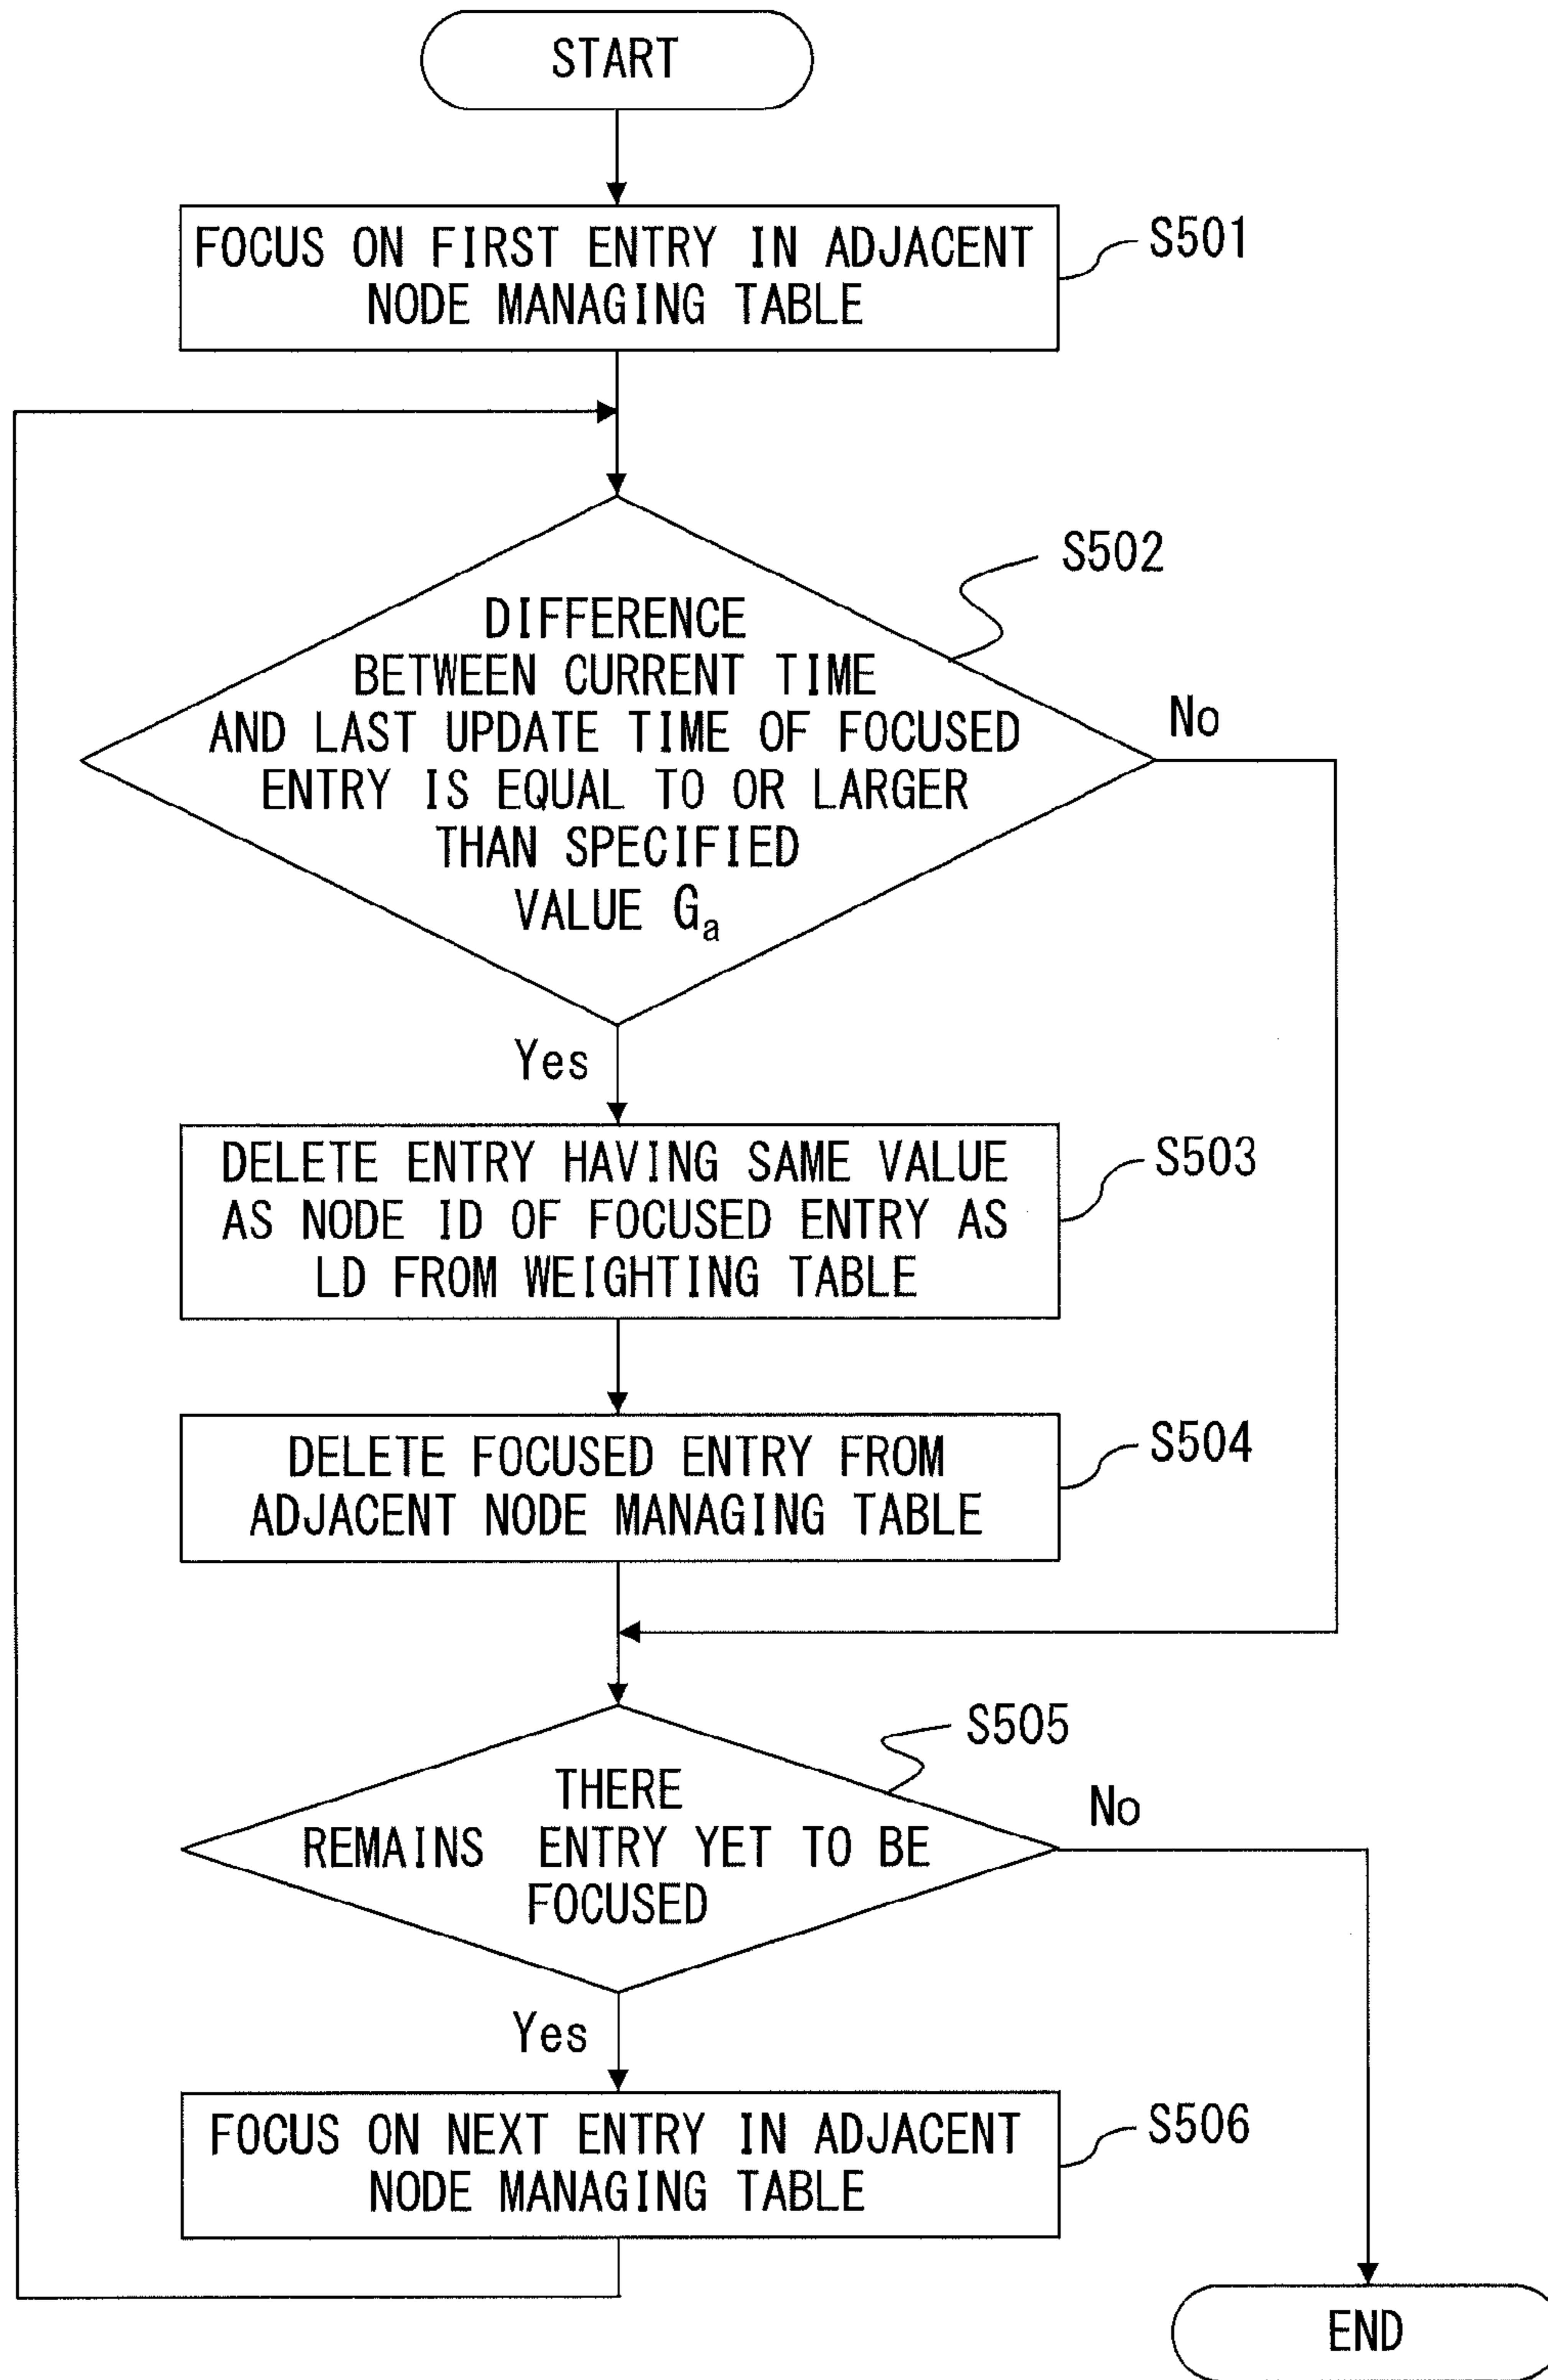 START
FOCUS ON FIRST ENTRY IN ADJACENT
NODE MANAGING TABLE
S501
S502
DIFFERENCE
BETWEEN CURRENT TIME
AND LAST UPDATE TIME OF FOCUSED
ENTRY IS EQUAL TO OR LARGER
THAN SPECIFIED
VALUE Ga
No
Yes
DELETE ENTRY HAVING SAME VALUE
AS NODE ID OF FOCUSED ENTRY AS
LD FROM WEIGHTING TABLE
S503
DELETE FOCUSED ENTRY FROM
ADJACENT NODE MANAGING TABLE
S504
S505
THERE
REMAINS ENTRY YET TO BE
FOCUSED
No
Yes
FOCUS ON NEXT ENTRY IN ADJACENT
NODE MANAGING TABLE
S506
END